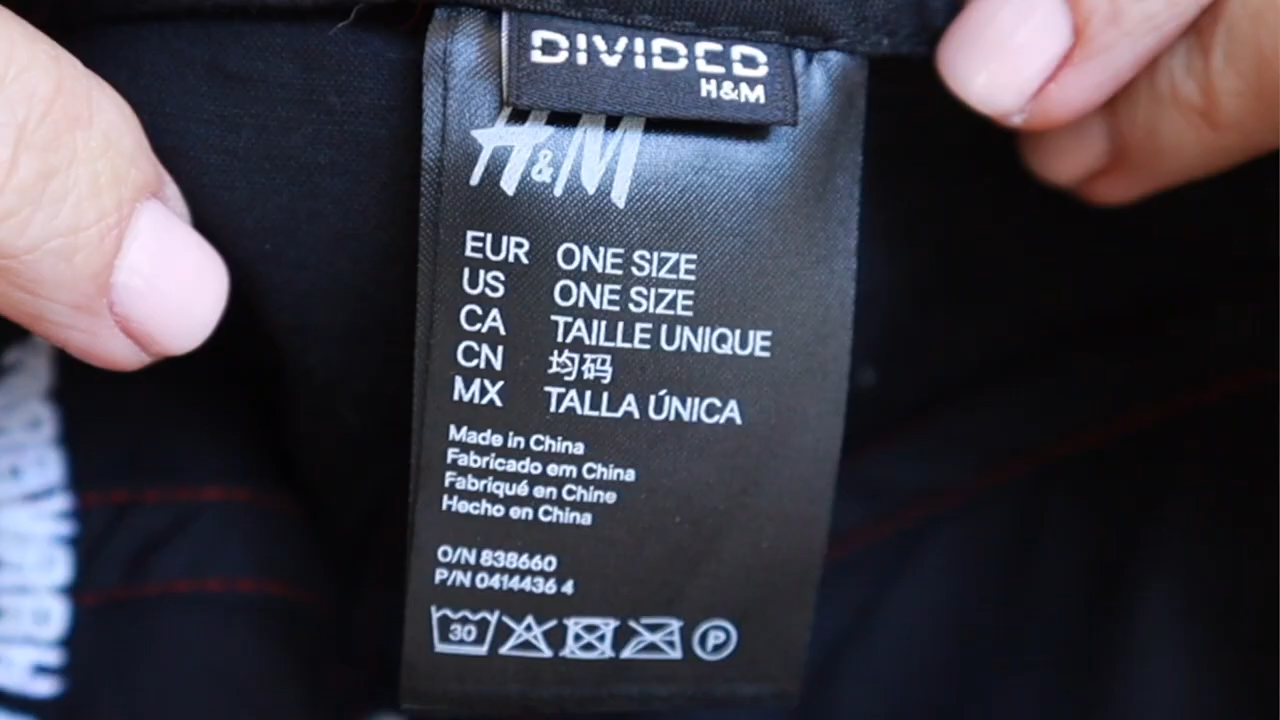 DIVIDED
H&M
H&M
EUR ONE SIZE
US ONE SIZE
CA TAILLE UNIQUE
CN 均码
MX TALLA ÚNICA
Made in China
Fabricado em China
Fabriqué en Chine
Hecho en China
O/N 838660
P/N 0414436 4
30
P